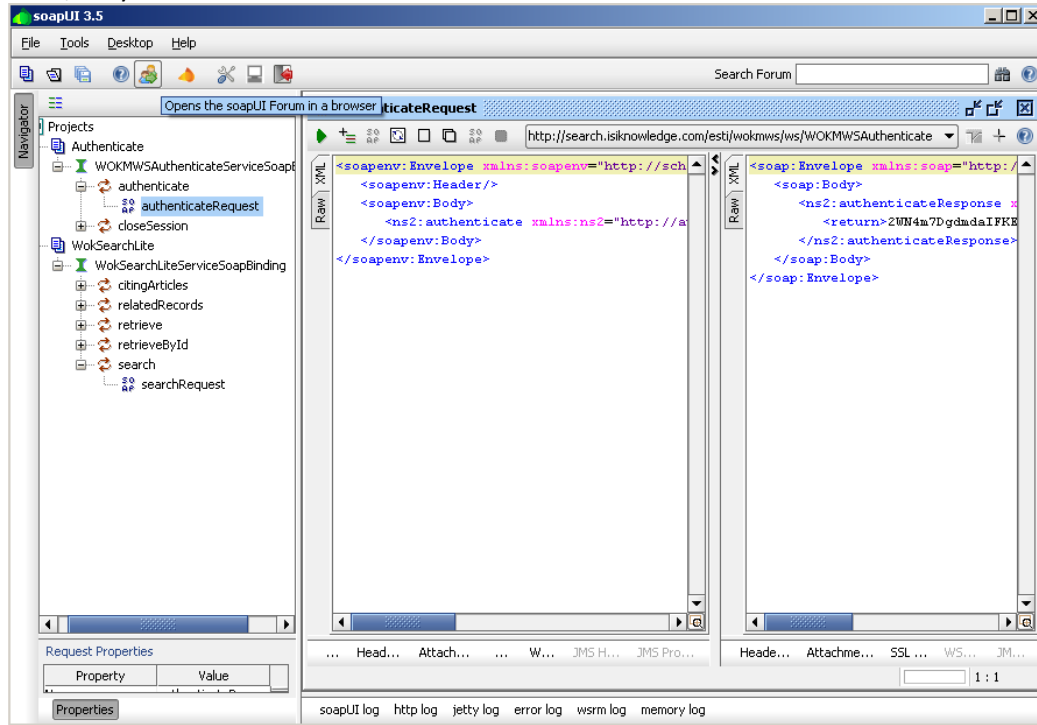 soapUI 3.5
File Tools Desktop Help
Search Forum
Opens the soapUI Forum in a browser
ticateRequest
Navigator
Projects
Authenticate
WOKMWSAuthenticateServiceSoapB
authenticate
authenticateRequest
closeSession
WokSearchLite
WokSearchLiteServiceSoapBinding
citingArticles
relatedRecords
retrieve
retrieveById
search
searchRequest
Request Properties
Property Value
Properties
http://search.isiknowledge.com/esti/wokmws/ws/WOKMWSAuthenticate
XML
Raw
<soapenv:Envelope xmlns:soapenv="http://sch
<soapenv:Header/>
<soapenv:Body>
<ns2:authenticate xmlns:ns2="http://a
</soapenv:Body>
</soapenv:Envelope>
... Head... Attach... ... W... JMS H... JMS Pro...
XML
Raw
<soap:Envelope xmlns:soap="http:/
<soap:Body>
<ns2:authenticateResponse x
<return>2WN4m7DgdmdaIFKE
</ns2:authenticateResponse>
</soap:Body>
</soap:Envelope>
Heade... Attachme... SSL ... WS... JM...
1 : 1
soapUI log http log jetty log error log wsrm log memory log